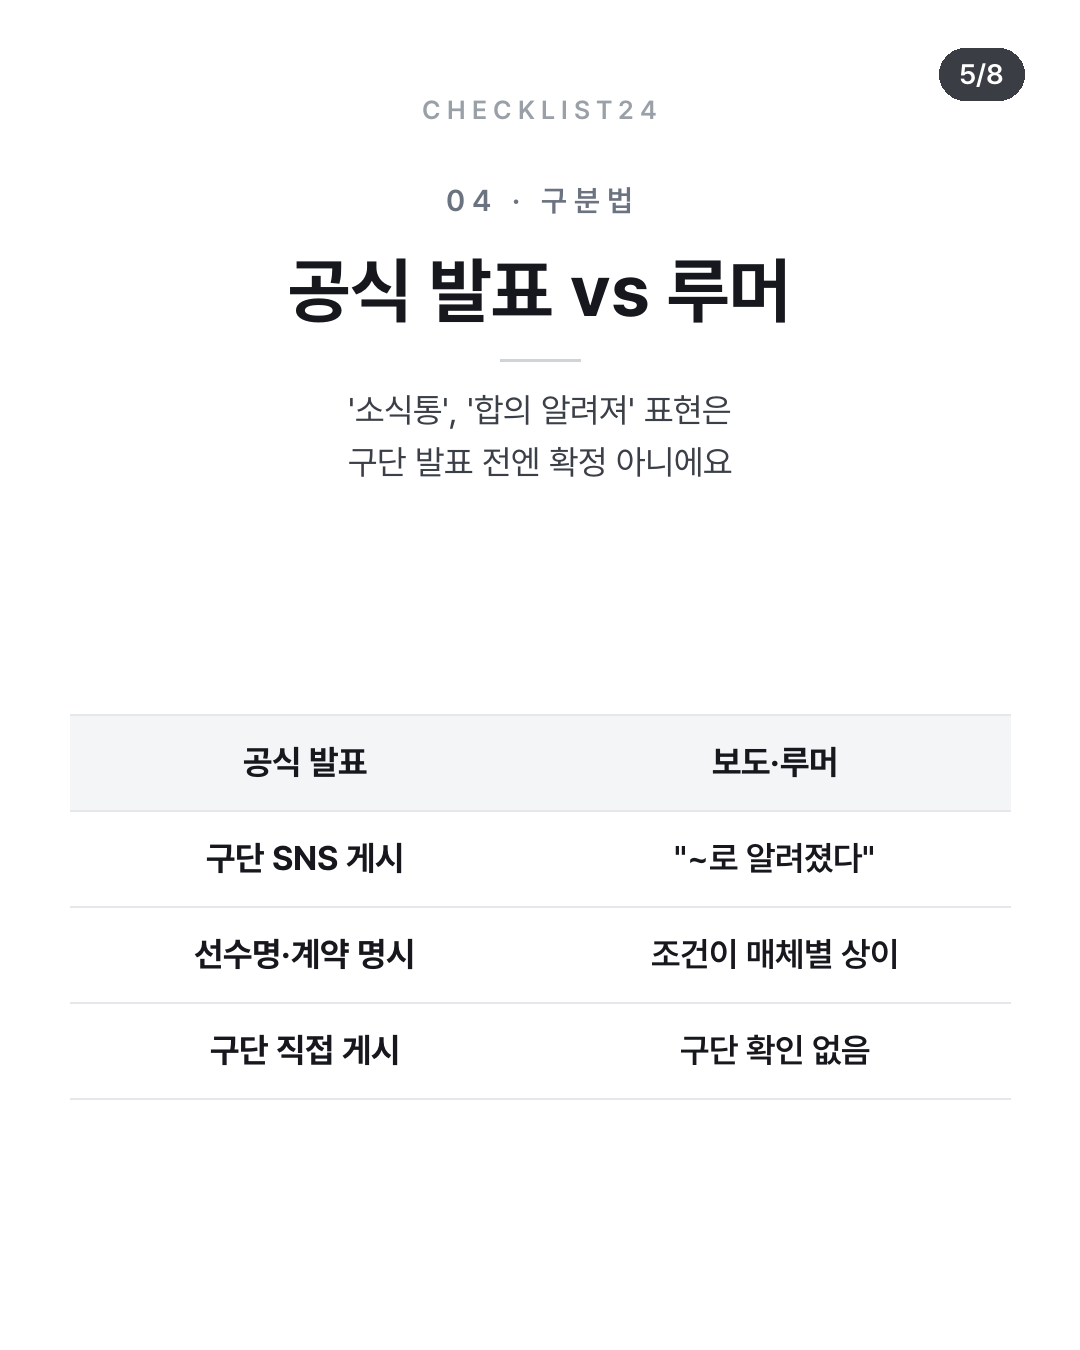 5/8
CHECKLIST24
04 · 구분법
공식 발표 vs 루머
'소식통', '합의 알려져' 표현은
구단 발표 전엔 확정 아니에요
공식 발표 보도·루머
구단 SNS 게시 "~로 알려졌다"
선수명·계약 명시 조건이 매체별 상이
구단 직접 게시 구단 확인 없음